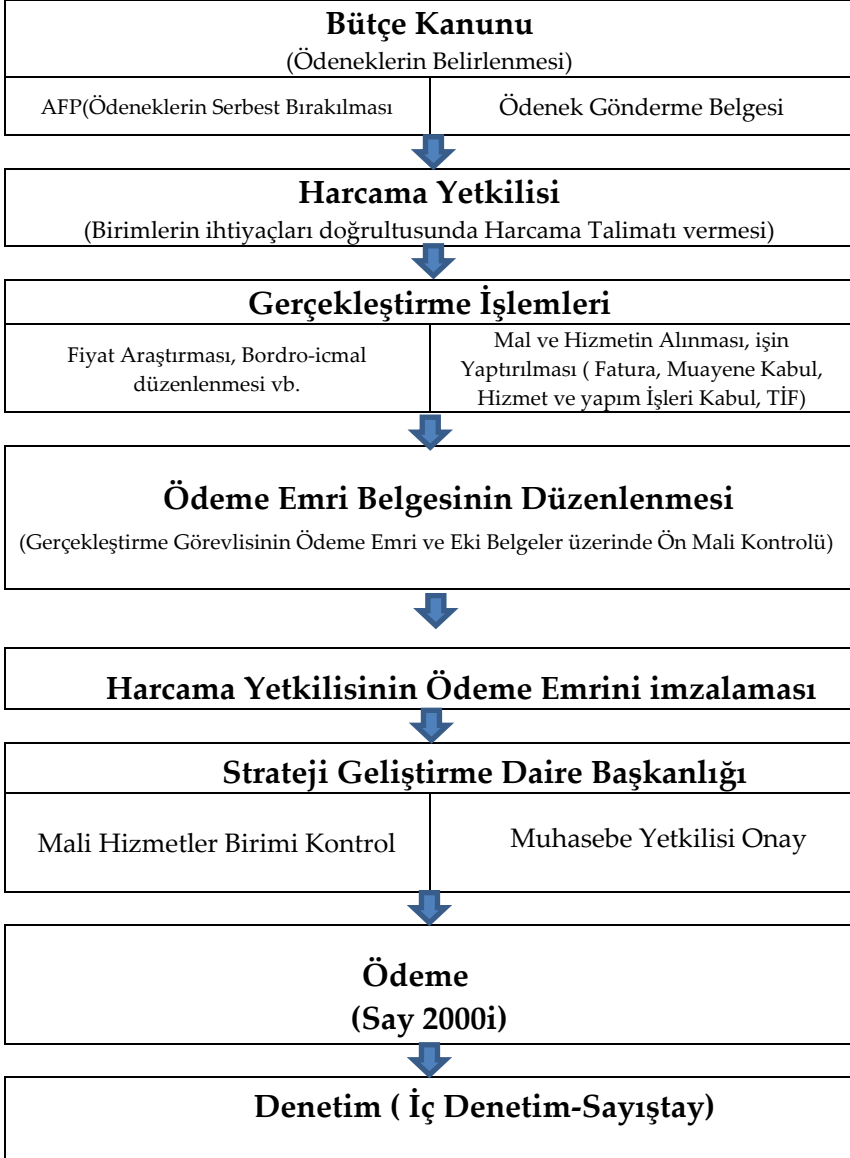 Bütçe Kanunu
(Ödeneklerin Belirlenmesi)
AFP(Ödeneklerin Serbest Bırakılması
Ödenek Gönderme Belgesi
Harcama Yetkilisi
(Birimlerin ihtiyaçları doğrultusunda Harcama Talimatı vermesi)
Gerçekleştirme İşlemleri
Fiyat Araştırması, Bordro-icmal
düzenlenmesi vb.
Mal ve Hizmetin Alınması, işin
Yaptırılması ( Fatura, Muayene Kabul,
Hizmet ve yapım İşleri Kabul, TİF)
Ödeme Emri Belgesinin Düzenlenmesi
(Gerçekleştirme Görevlisinin Ödeme Emri ve Eki Belgeler üzerinde Ön Mali Kontrolü)
Harcama Yetkilisinin Ödeme Emrini imzalaması
Strateji Geliştirme Daire Başkanlığı
Mali Hizmetler Birimi Kontrol
Muhasebe Yetkilisi Onay
Ödeme
(Say 2000i)
Denetim ( İç Denetim-Sayıştay)